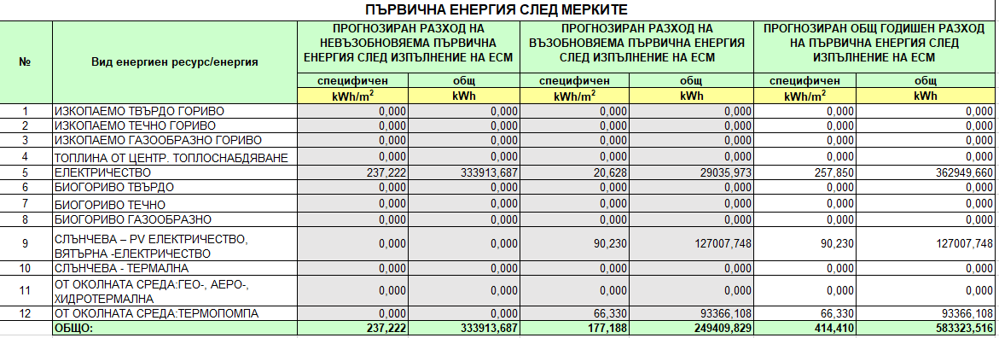 ПЪРВИЧНА ЕНЕРГИЯ СЛЕД МЕРКИТЕ
№ Вид енергиен ресурс/енергия
ПРОГНОЗИРАН РАЗХОД НА
НЕВЪЗОБНОВЯЕМА ПЪРВИЧНА
ЕНЕРГИЯ СЛЕД ИЗПЪЛНЕНИЕ НА ЕСМ
ПРОГНОЗИРАН РАЗХОД НА
ВЪЗОБНОВЯЕМА ПЪРВИЧНА ЕНЕРГИЯ
СЛЕД ИЗПЪЛНЕНИЕ НА ЕСМ
ПРОГНОЗИРАН ОБЩ ГОДИШЕН РАЗХОД
НА ПЪРВИЧНА ЕНЕРГИЯ СЛЕД
ИЗПЪЛНЕНИЕ НА ЕСМ
специфичен общ специфичен общ специфичен общ
kWh/m² kWh kWh/m² kWh kWh/m² kWh
1 ИЗКОПАЕМО ТВЪРДО ГОРИВО 0,000 0,000 0,000 0,000 0,000 0,000
2 ИЗКОПАЕМО ТЕЧНО ГОРИВО 0,000 0,000 0,000 0,000 0,000 0,000
3 ИЗКОПАЕМО ГАЗООБРАЗНО ГОРИВО 0,000 0,000 0,000 0,000 0,000 0,000
4 ТОПЛИНА ОТ ЦЕНТР. ТОПЛОСНАБДЯВАНЕ 0,000 0,000 0,000 0,000 0,000 0,000
5 ЕЛЕКТРИЧЕСТВО 237,222 333913,687 20,628 29035,973 257,850 362949,660
6 БИОГОРИВО ТВЪРДО 0,000 0,000 0,000 0,000 0,000 0,000
7 БИОГОРИВО ТЕЧНО 0,000 0,000 0,000 0,000 0,000 0,000
8 БИОГОРИВО ГАЗООБРАЗНО 0,000 0,000 0,000 0,000 0,000 0,000
9 СЛЪНЧЕВА – PV ЕЛЕКТРИЧЕСТВО,
ВЯТЪРНА -ЕЛЕКТРИЧЕСТВО 0,000 0,000 90,230 127007,748 90,230 127007,748
10 СЛЪНЧЕВА - ТЕРМАЛНА 0,000 0,000 0,000 0,000 0,000 0,000
11 ОТ ОКОЛНАТА СРЕДА:ГЕО-, АЕРО-,
ХИДРОТЕРМАЛНА 0,000 0,000 0,000 0,000 0,000 0,000
12 ОТ ОКОЛНАТА СРЕДА:ТЕРМОПОМПА 0,000 0,000 66,330 93366,108 66,330 93366,108
ОБЩО: 237,222 333913,687 177,188 249409,829 414,410 583323,516